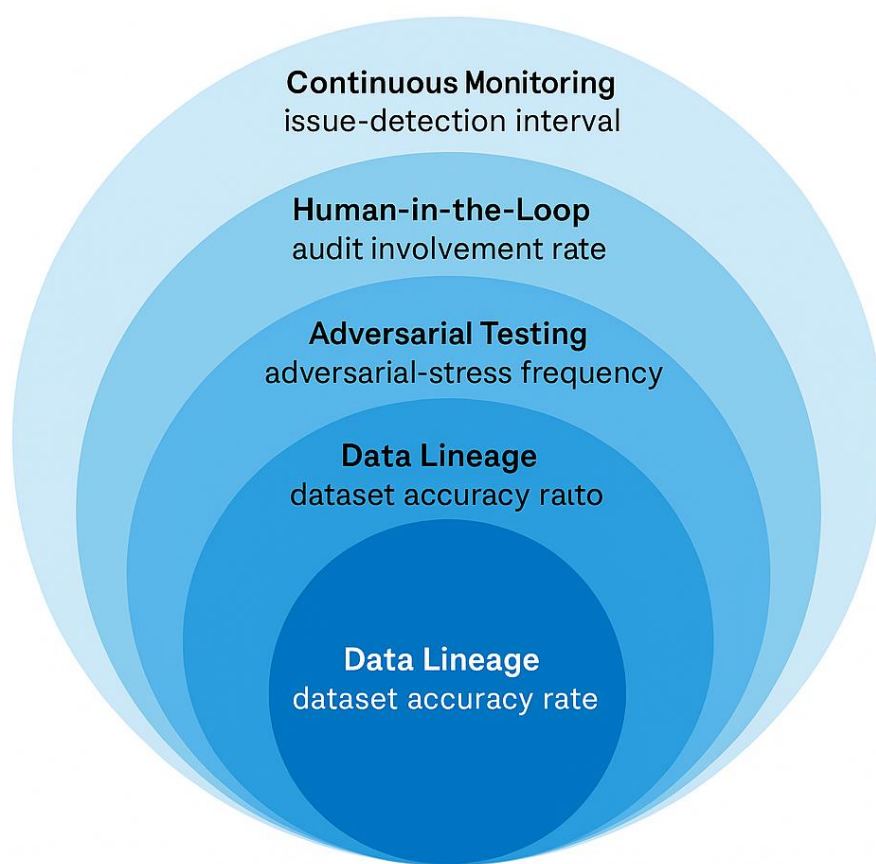 Continuous Monitoring
issue-detection interval
Human-in-the-Loop
audit involvement rate
Adversarial Testing
adversarial-stress frequency
Data Lineage
dataset accuracy raıto
Data Lineage
dataset accuracy rate